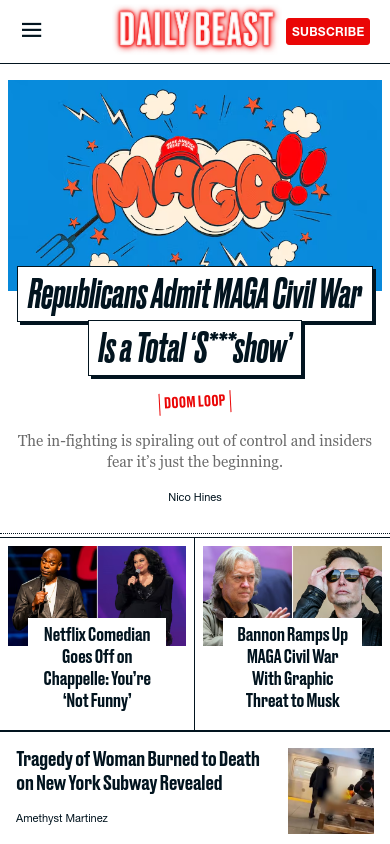 DAILY BEAST
SUBSCRIBE
MAGA!!
Republicans Admit MAGA Civil War
Is a Total ‘S***show’
DOOM LOOP
The in-fighting is spiraling out of control and insiders
fear it’s just the beginning.
Nico Hines
Netflix Comedian
Goes Off on
Chappelle: You’re
‘Not Funny’
Bannon Ramps Up
MAGA Civil War
With Graphic
Threat to Musk
Tragedy of Woman Burned to Death
on New York Subway Revealed
Amethyst Martinez